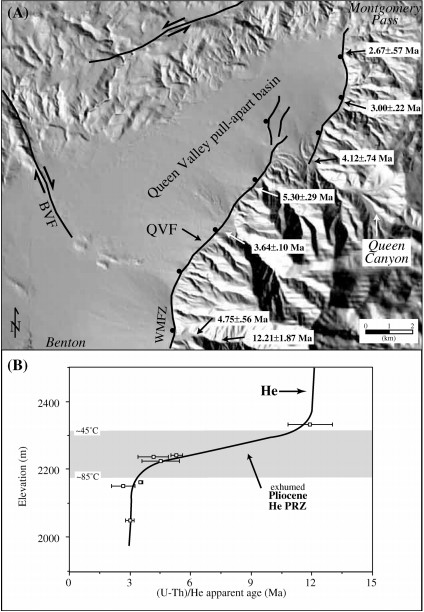 (A)
Montgomery
Pass
2.67±.57 Ma
3.00±.22 Ma
4.12±.74 Ma
Queen Valley pull-apart basin
5.30±.29 Ma
BVF
QVF
3.64±.10 Ma
Queen
Canyon
WMFZ
4.75±.56 Ma
12.21±1.87 Ma
N
Benton
0 1 2
(km)
(B)
2500
He
~45°C
Elevation (m)
2200
~85°C
exhumed
Pliocene
He PRZ
2000
0 3 6 9 12 15
(U-Th)/He apparent age (Ma)